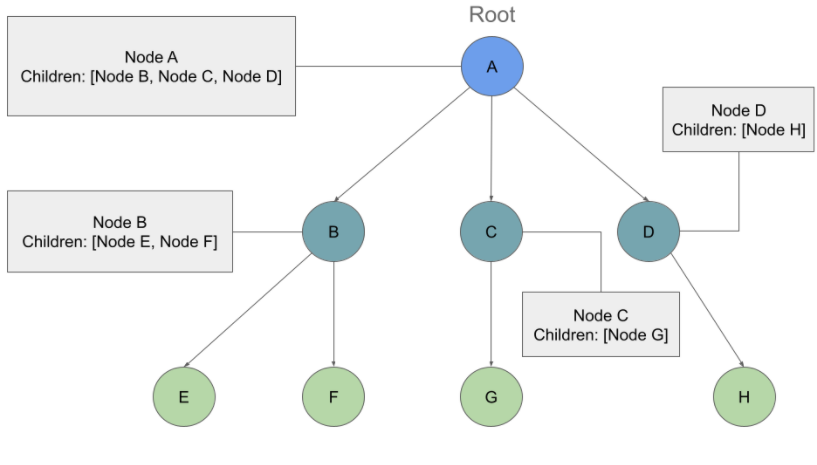 Root
Node A
Children: [Node B, Node C, Node D]
A
Node D
Children: [Node H]
Node B
Children: [Node E, Node F]
B
C
D
Node C
Children: [Node G]
E
F
G
H